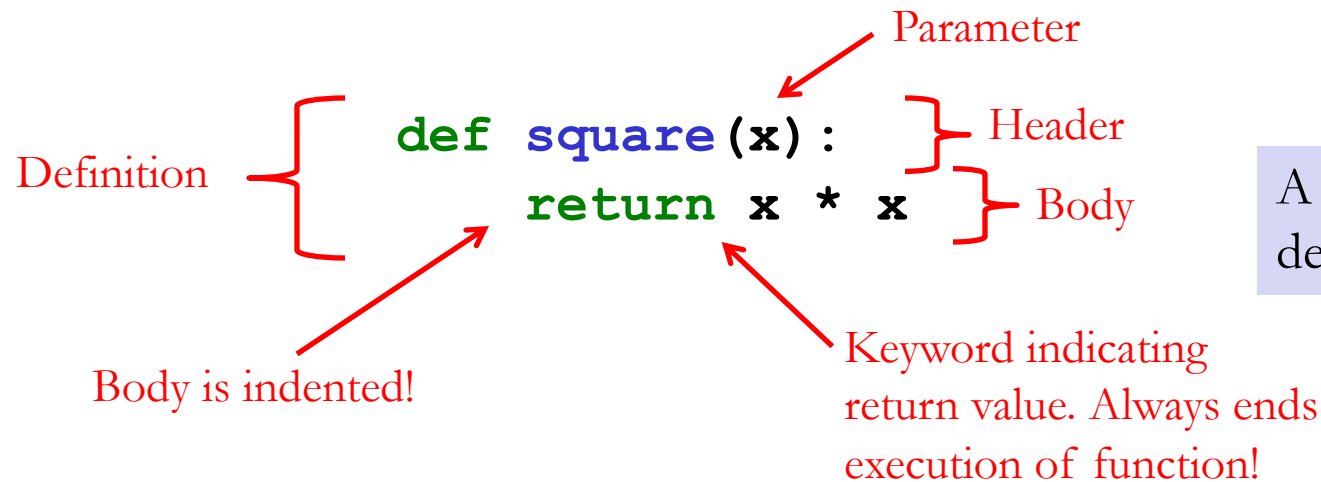 Parameter
def square(x):
Header
Definition
return x * x
Body
A
Body is indented!
Keyword indicating
return value. Always ends
execution of function!